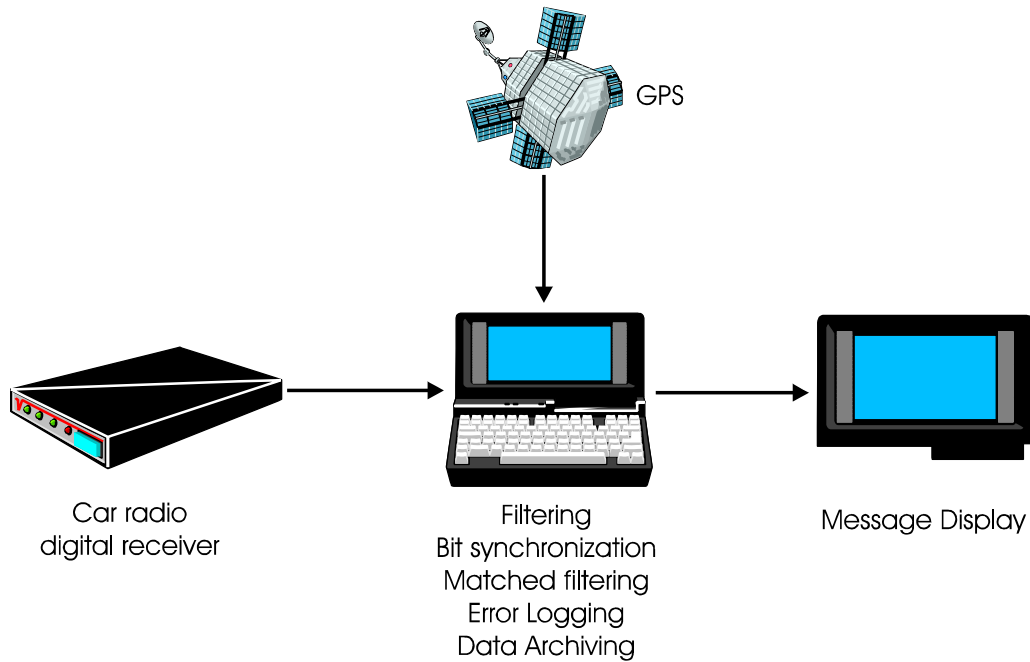 GPS
Car radio
digital receiver
Filtering
Bit synchronization
Matched filtering
Error Logging
Data Archiving
Message Display